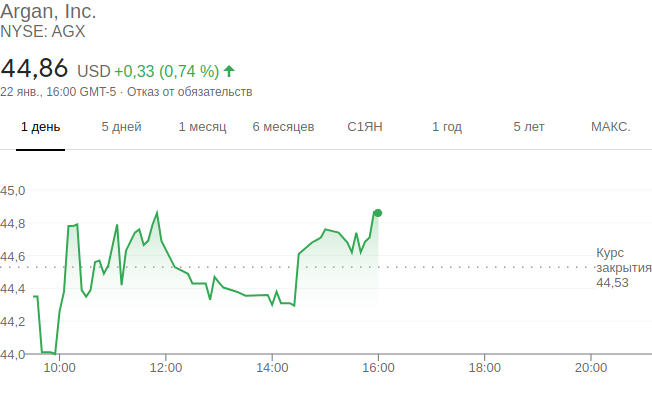 Argan, Inc.
NYSE: AGX
44,86 USD +0,33 (0,74 %)
22 янв., 16:00 GMT-5 · Отказ от обязательств
1 день 5 дней 1 месяц 6 месяцев С1ЯН 1 год 5 лет МАКС.
45,0
44,8
44,6
44,4
44,2
44,0
Курс
закрытия
44,53
10:00 12:00 14:00 16:00 18:00 20:00